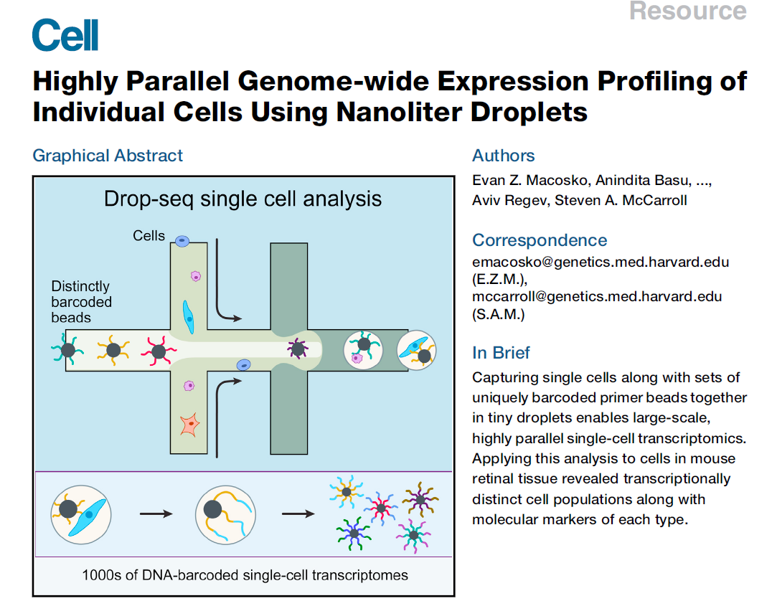 Resource
Cell
Highly Parallel Genome-wide Expression Profiling of
Individual Cells Using Nanoliter Droplets
Graphical Abstract
Drop-seq single cell analysis
Cells
Distinctly
barcoded
beads
1000s of DNA-barcoded single-cell transcriptomes
Authors
Evan Z. Macosko, Anindita Basu, ...,
Aviv Regev, Steven A. McCarroll
Correspondence
emacosko@genetics.med.harvard.edu
(E.Z.M.),
mccarroll@genetics.med.harvard.edu
(S.A.M.)
In Brief
Capturing single cells along with sets of
uniquely barcoded primer beads together
in tiny droplets enables large-scale,
highly parallel single-cell transcriptomics.
Applying this analysis to cells in mouse
retinal tissue revealed transcriptionally
distinct cell populations along with
molecular markers of each type.